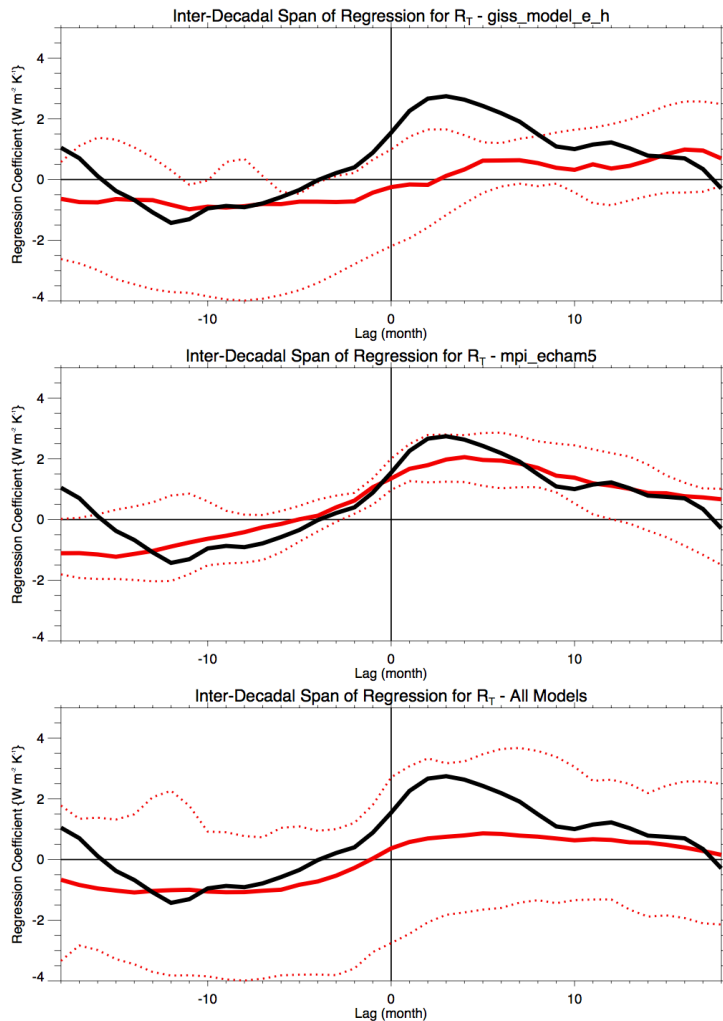 Inter-Decadal Span of Regression for R_T - giss_model_e_h
Regression Coefficient {W m⁻² K⁻¹}
4
2
0
-2
-4
-10
0
10
Lag (month)
Inter-Decadal Span of Regression for R_T - mpi_echam5
Regression Coefficient {W m⁻² K⁻¹}
4
2
0
-2
-4
-10
0
10
Lag (month)
Inter-Decadal Span of Regression for R_T - All Models
Regression Coefficient {W m⁻² K⁻¹}
4
2
0
-2
-4
-10
0
10
Lag (month)